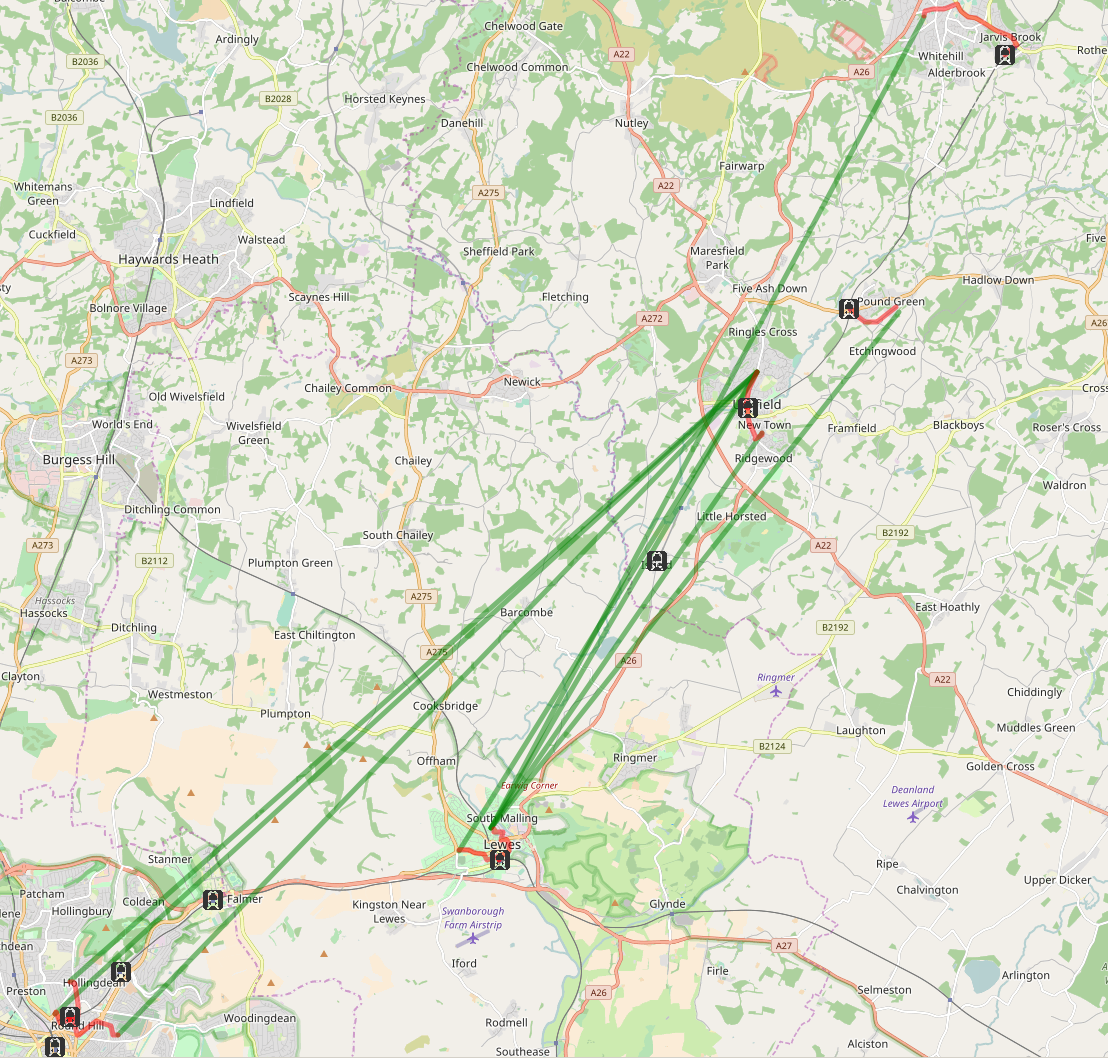 Chelwood Gate
Ardingly
Jarvis Brook
Whitehill
Rothe
A22
B2036
Chelwood Common
A26
Alderbrook
B2028
Horsted Keynes
B2036
Danehill
Nutley
Fairwarp
Whitemans
Green
A275
A22
Lindfield
Cuckfield
Walstead
Sheffield Park
Maresfield
Park
Five
Haywards Heath
Hadlow Down
sty
Five Ash Down
Scaynes Hill
Fletching
Pound Green
Bolnore Village
A272
A26
Ringles Cross
Etchingwood
A273
Newick
Chailey Common
Cross
Old Wivelsfield
field
World's End
Wivelsfield
Green
New Town
Framfield
Blackboys
Roser's Cross
Burgess Hill
Chailey
Ridgewood
Waldron
Ditchling Common
Little Horsted
South Chailey
B2192
A273
A22
B2112
Plumpton Green
Hassocks
Hassocks
A275
Barcombe
East Hoathly
Ditchling
East Chiltington
B2192
A275
A26
Clayton
Ringmer
A22
Westmeston
Chiddingly
Plumpton
Cooksbridge
Laughton
Muddles Green
B2124
Offham
Ringmer
Golden Cross
Earwig Corner
Deanland
Lewes Airport
South Malling
Lewes
Stanmer
Ripe
Patcham
Coldean
Falmer
Chalvington
Upper Dicker
Hollingbury
Kingston Near
Lewes
Glynde
Swanborough
Farm Airstrip
hdean
A27
Iford
Firle
Arlington
Hollingdean
Preston
A26
Selmeston
Round Hill
Woodingdean
Rodmell
Alciston
Southease